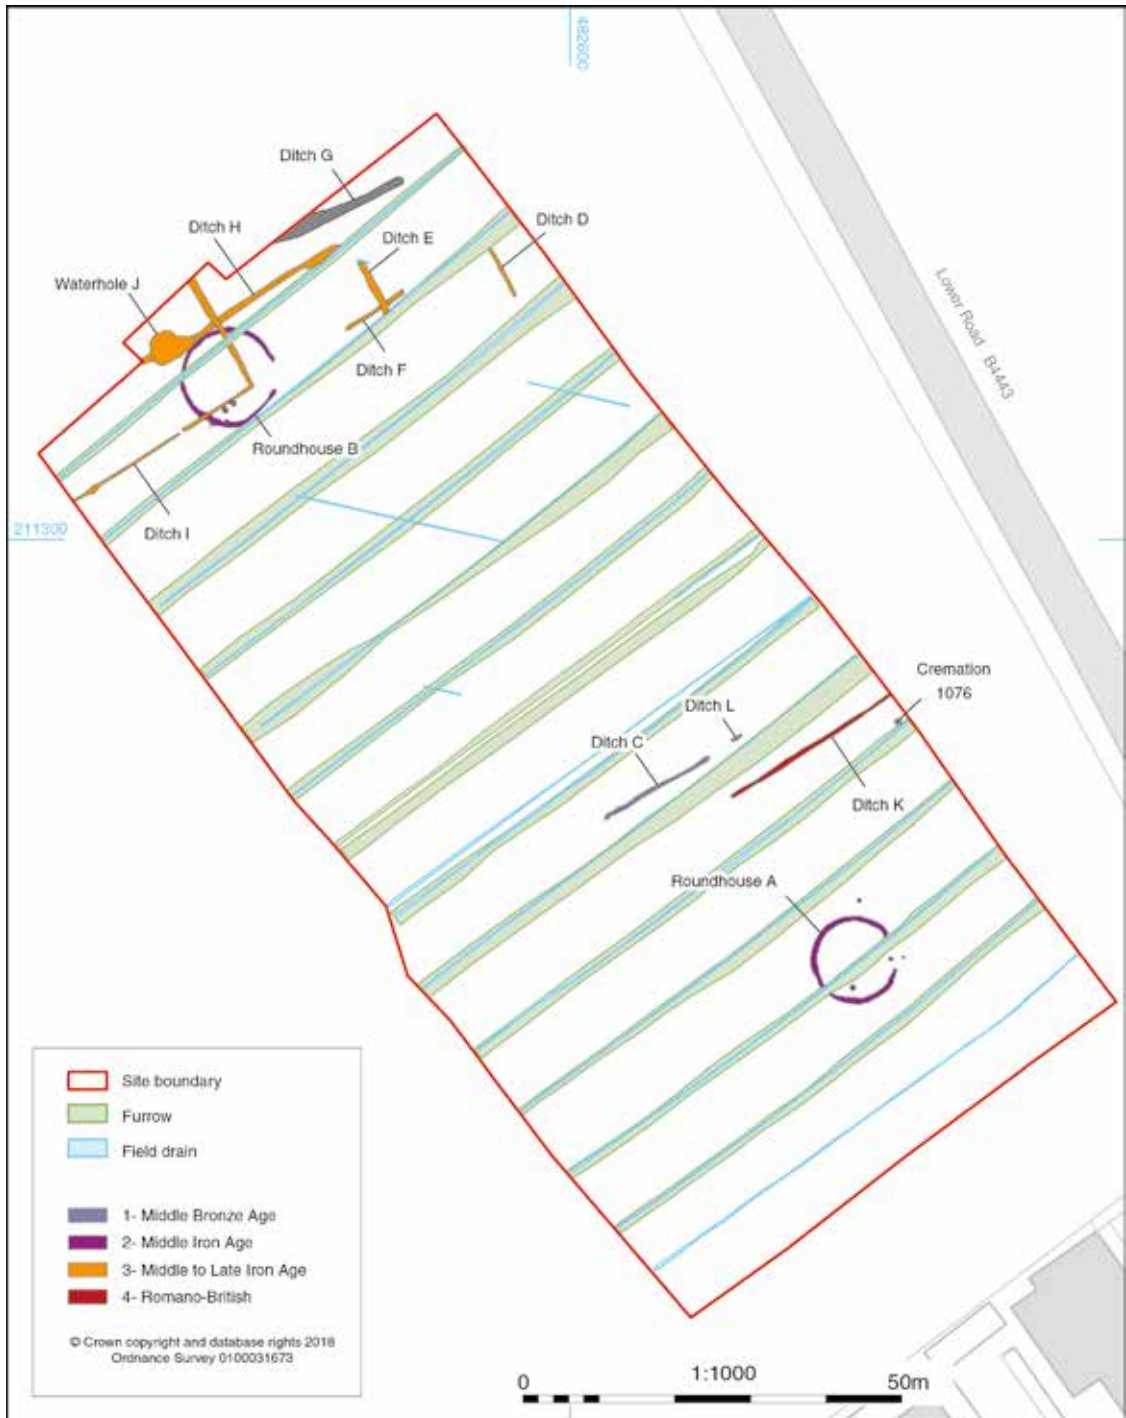 482600
Ditch G
Ditch H
Ditch D
Ditch E
Waterhole J
Lower Road B4443
Ditch F
Roundhouse B
211300
Ditch I
Cremation
1076
Ditch L
Ditch C
Ditch K
Roundhouse A
Site boundary
Furrow
Field drain
1- Middle Bronze Age
2- Middle Iron Age
3- Middle to Late Iron Age
4- Romano-British
© Crown copyright and database rights 2018
Ordnance Survey 0100031673
1:1000
0 50m